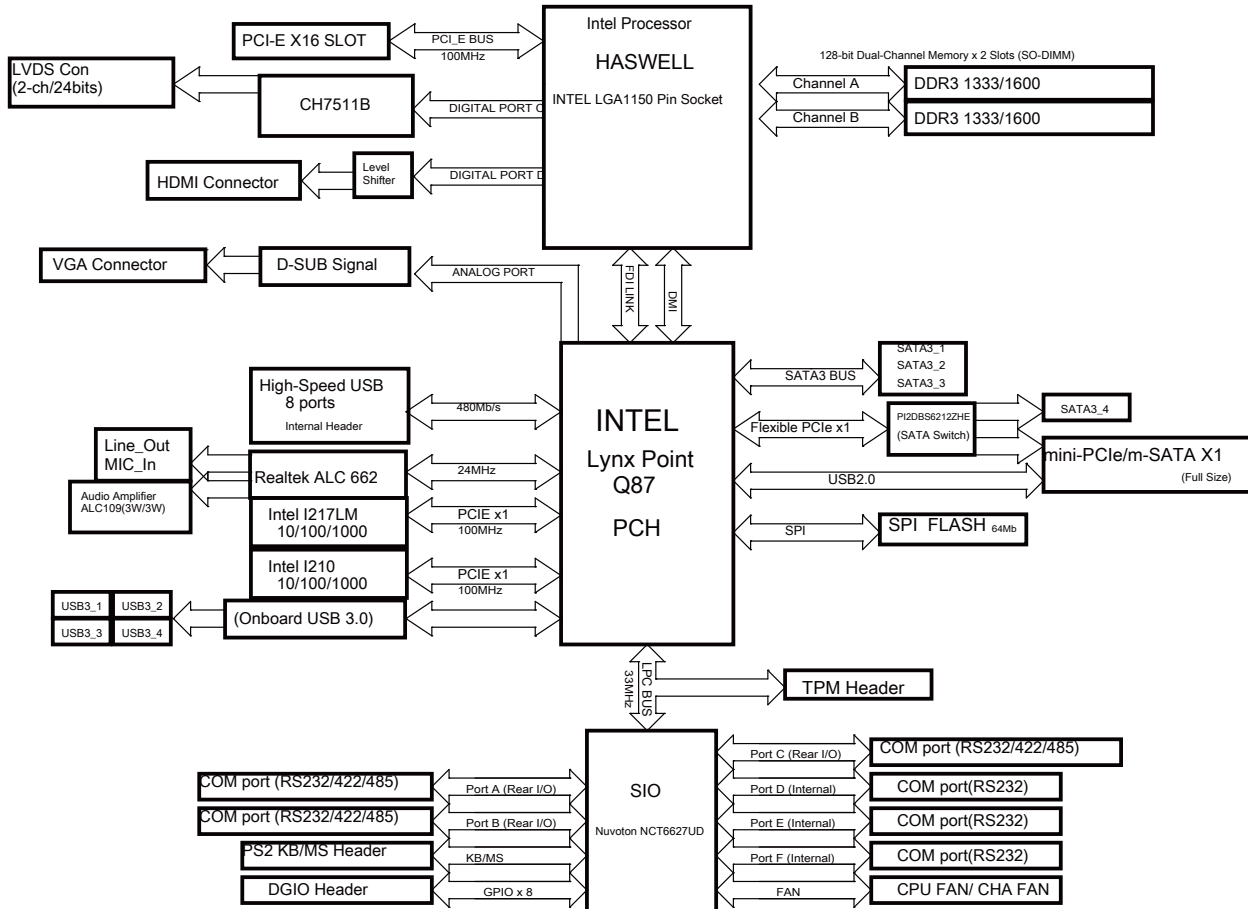 Intel Processor
HASWELL
INTEL LGA1150 Pin Socket
PCI-E X16 SLOT
PCI_E BUS
100MHz
LVDS Con
(2-ch/24bits)
CH7511B
DIGITAL PORT C
HDMI Connector
Level
Shifter
DIGITAL PORT D
128-bit Dual-Channel Memory x 2 Slots (SO-DIMM)
Channel A
DDR3 1333/1600
Channel B
DDR3 1333/1600
VGA Connector
D-SUB Signal
ANALOG PORT
FDI LINK
DMI
High-Speed USB
8 ports
Internal Header
480Mb/s
Line_Out
MIC_In
Audio Amplifier
ALC109(3W/3W)
Realtek ALC 662
24MHz
Intel I217LM
10/100/1000
PCIE x1
100MHz
Intel I210
10/100/1000
PCIE x1
100MHz
USB3_1
USB3_2
USB3_3
USB3_4
(Onboard USB 3.0)
INTEL
Lynx Point
Q87
PCH
SATA3 BUS
SATA3_1
SATA3_2
SATA3_3
Flexible PCIe x1
PI2DBS6212ZHE
(SATA Switch)
SATA3_4
mini-PCIe/m-SATA X1
(Full Size)
USB2.0
SPI
SPI FLASH 64Mb
LPC BUS
33MHz
TPM Header
SIO
Nuvoton NCT6627UD
COM port (RS232/422/485)
Port A (Rear I/O)
COM port (RS232/422/485)
Port B (Rear I/O)
PS2 KB/MS Header
KB/MS
DGIO Header
GPIO x 8
Port C (Rear I/O)
COM port (RS232/422/485)
Port D (Internal)
COM port(RS232)
Port E (Internal)
COM port(RS232)
Port F (Internal)
COM port(RS232)
FAN
CPU FAN/ CHA FAN